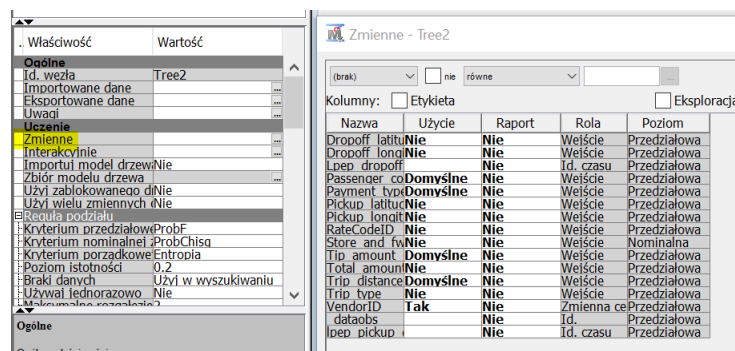 . Właściwość Wartość
Ogólne
Id. węzła Tree2
Importowane dane ...
Eksportowane dane ...
Uwagi ...
Uczenie
Zmienne ...
Interakcyjnie ...
Importuj model drzewa Nie
Zbiór modelu drzewa ...
Użyj zablokowanego d Nie
Użyj wielu zmiennych Nie
Reguła podziału
Kryterium przedziałowe ProbF
Kryterium nominalnej z ProbChisq
Kryterium porządkowe Entropia
Poziom istotności 0.2
Braki danych Użyj w wyszukiwaniu
Używaj jednorazowo Nie
Maksymalne rozgałęzie 2
Ogólne
Zmienne - Tree2
(brak) nie równe ...
Kolumny: Etykieta Eksploracja
Nazwa Użycie Raport Rola Poziom
Dropoff_latitu Nie Nie Wejście Przedziałowa
Dropoff_longi Nie Nie Wejście Przedziałowa
Lpep_dropoff Nie Id. czasu Przedziałowa
Passenger_co Domyślne Nie Wejście Przedziałowa
Payment_type Domyślne Nie Wejście Przedziałowa
Pickup_latituc Nie Nie Wejście Przedziałowa
Pickup_longit Nie Nie Wejście Przedziałowa
RateCodeID Nie Nie Wejście Przedziałowa
Store_and_fw Nie Nie Wejście Nominalna
Tip_amount Domyślne Nie Wejście Przedziałowa
Total_amount Nie Nie Wejście Przedziałowa
Trip_distance Domyślne Nie Wejście Przedziałowa
Trip_type Nie Nie Wejście Przedziałowa
VendorID Tak Nie Zmienna ce Przedziałowa
_dataobs_ Nie Id. Przedziałowa
lpep_pickup_ Nie Id. czasu Przedziałowa